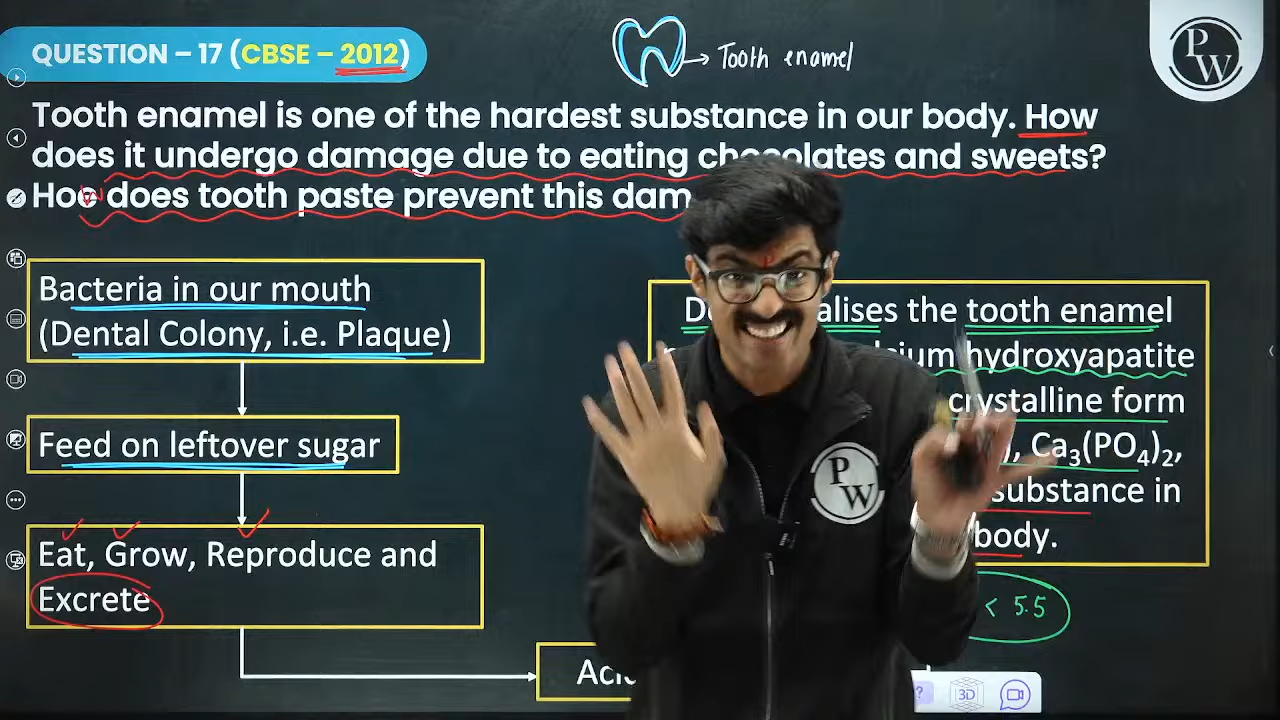 QUESTION – 17 (CBSE – 2012)
Tooth enamel
PW
Tooth enamel is one of the hardest substance in our body. How
does it undergo damage due to eating chocolates and sweets?
How does tooth paste prevent this dam
Bacteria in our mouth
(Dental Colony, i.e. Plaque)
Feed on leftover sugar
Eat, Grow, Reproduce and
Excrete
alises the tooth enamel
hydroxyapatite
crystalline form
, Ca₃(PO₄)₂,
substance in
body.
< 5.5
PW
3D